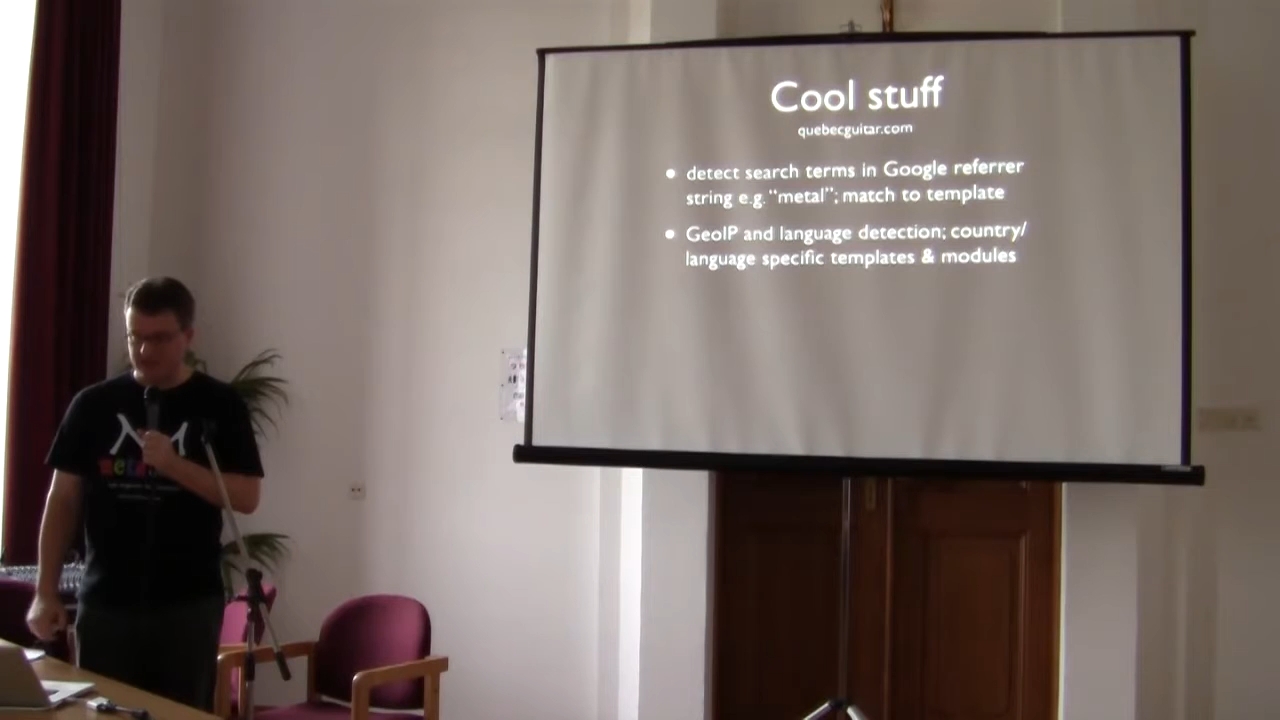 Cool stuff
quebecguitar.com
• detect search terms in Google referrer
string e.g. “metal”; match to template
• GeoIP and language detection; country/
language specific templates & modules